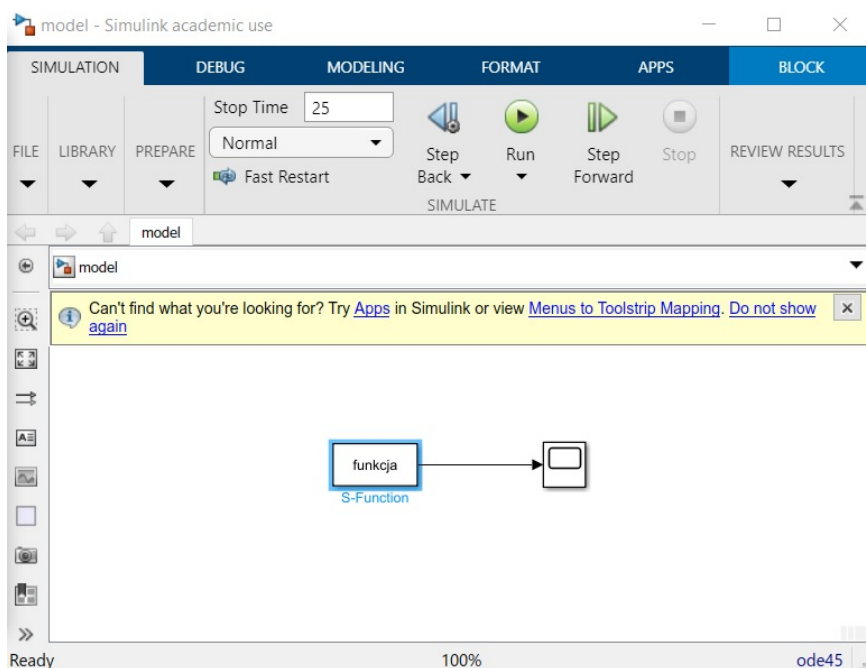 model - Simulink academic use
SIMULATION DEBUG MODELING FORMAT APPS BLOCK
FILE
LIBRARY
PREPARE
Stop Time 25
Normal
Fast Restart
Step
Back
Run
Step
Forward
Stop
SIMULATE
REVIEW RESULTS
model
model
Can't find what you're looking for? Try Apps in Simulink or view Menus to Toolstrip Mapping. Do not show
again
funkcja
S-Function
Ready 100% ode45